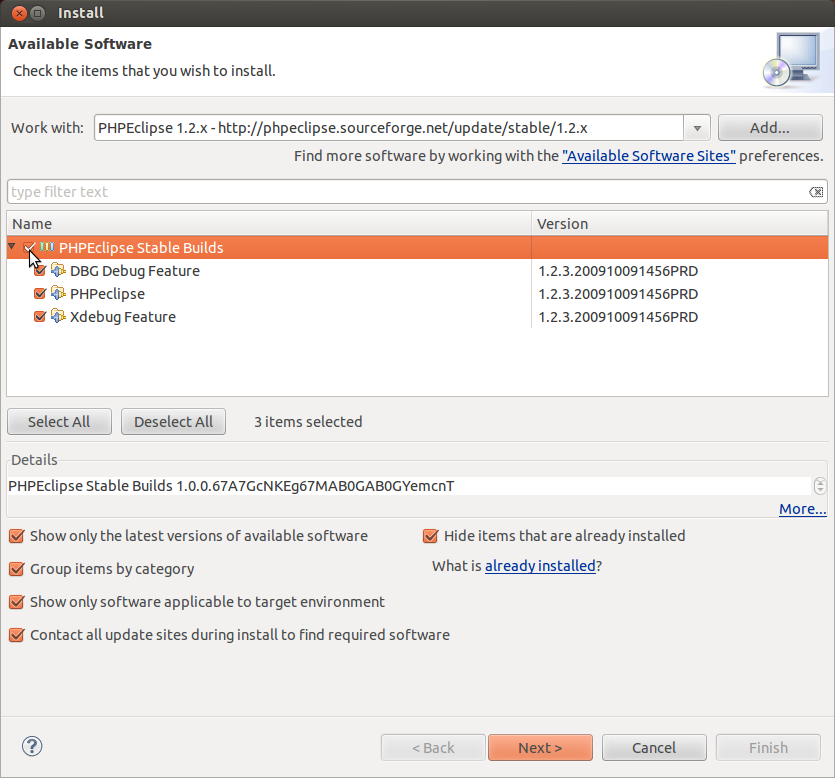 Install
Available Software
Check the items that you wish to install.
Work with: PHPEclipse 1.2.x - http://phpeclipse.sourceforge.net/update/stable/1.2.x Add...
Find more software by working with the "Available Software Sites" preferences.
type filter text
Name Version
PHPEclipse Stable Builds
DBG Debug Feature 1.2.3.200910091456PRD
PHPeclipse 1.2.3.200910091456PRD
Xdebug Feature 1.2.3.200910091456PRD
Select All Deselect All 3 items selected
Details
PHPEclipse Stable Builds 1.0.0.67A7GcNKEg67MAB0GAB0GYemcnT
More...
Show only the latest versions of available software Hide items that are already installed
Group items by category What is already installed?
Show only software applicable to target environment
Contact all update sites during install to find required software
? < Back Next > Cancel Finish